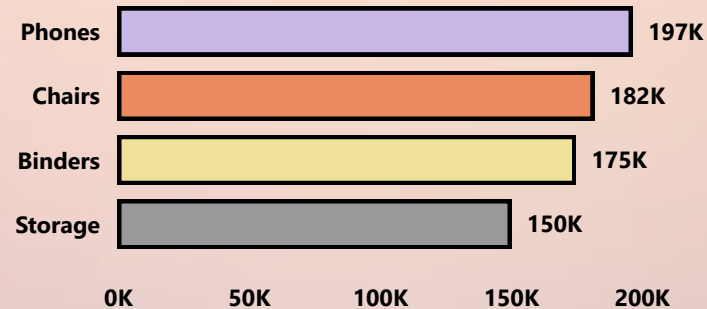 Phones 197K
Chairs 182K
Binders 175K
Storage 150K
0K 50K 100K 150K 200K